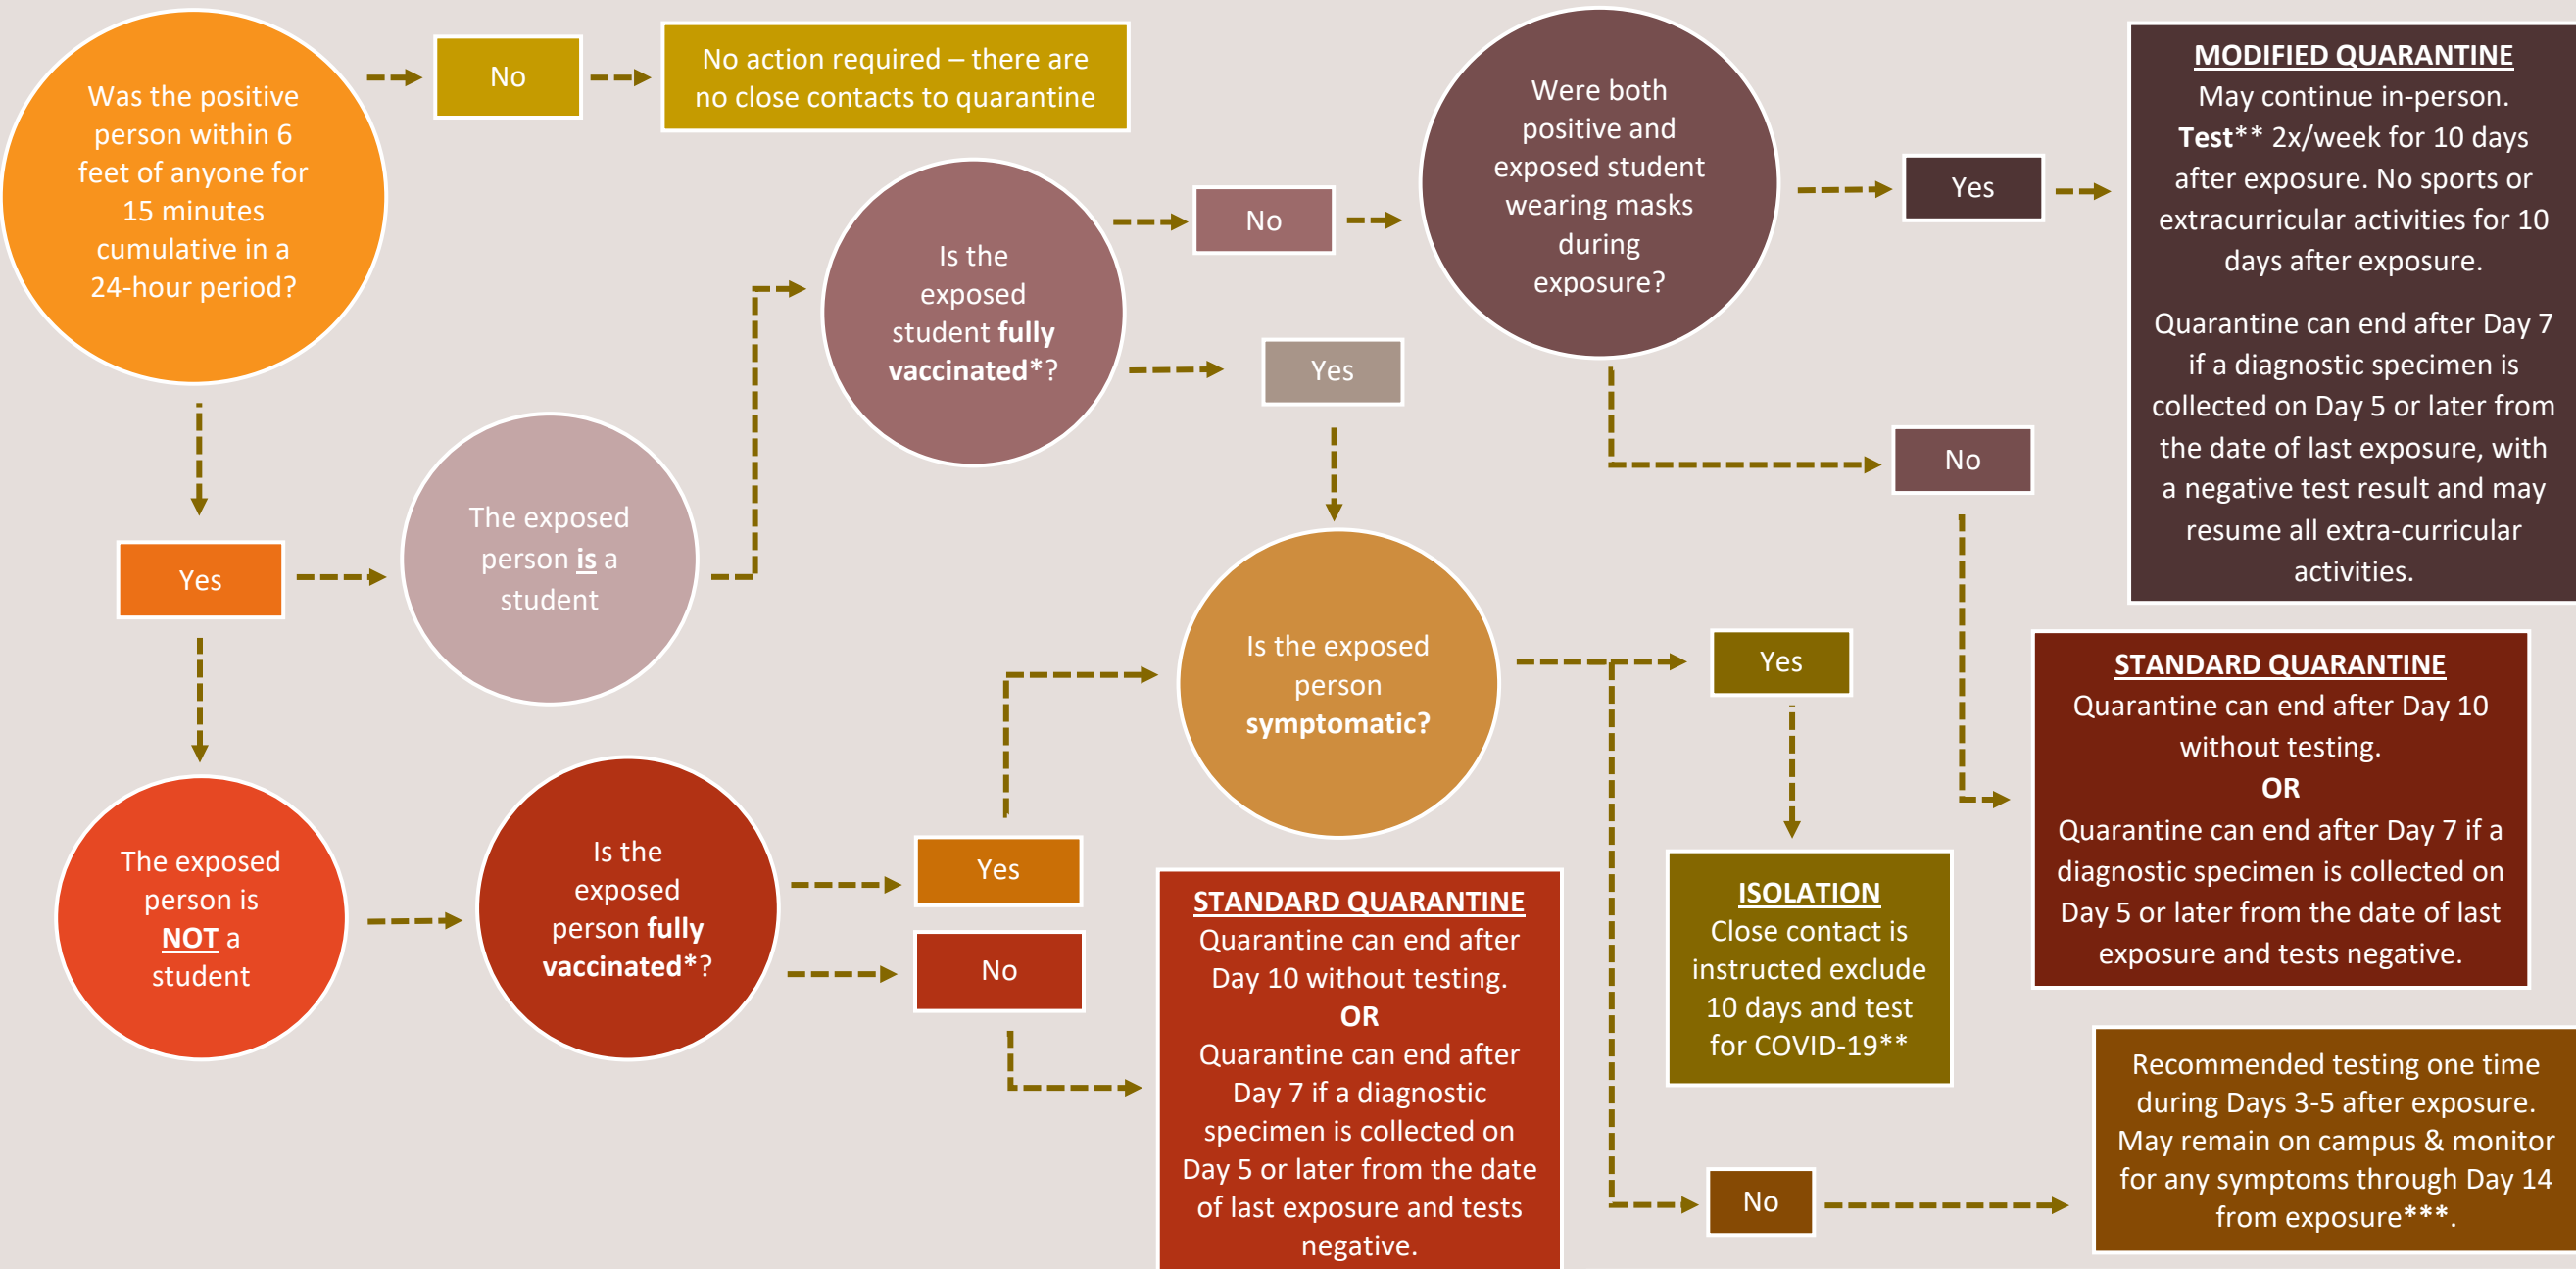 Was the positive
person within 6
feet of anyone for
15 minutes
cumulative in a
24-hour period?
No
No action required – there are
no close contacts to quarantine
Yes
The exposed
person is a
student
Is the
exposed
student fully
vaccinated*?
No
Yes
Were both
positive and
exposed student
wearing masks
during
exposure?
Yes
MODIFIED QUARANTINE
May continue in-person.
Test** 2x/week for 10 days
after exposure. No sports or
extracurricular activities for 10
days after exposure.
Quarantine can end after Day 7
if a diagnostic specimen is
collected on Day 5 or later from
the date of last exposure, with
a negative test result and may
resume all extra-curricular
activities.
No
STANDARD QUARANTINE
Quarantine can end after Day 10
without testing.
OR
Quarantine can end after Day 7 if a
diagnostic specimen is collected on
Day 5 or later from the date of last
exposure and tests negative.
The exposed
person is
NOT a
student
Is the
exposed
person fully
vaccinated*?
Yes
No
STANDARD QUARANTINE
Quarantine can end after
Day 10 without testing.
OR
Quarantine can end after
Day 7 if a diagnostic
specimen is collected on
Day 5 or later from the date
of last exposure and tests
negative.
Is the exposed
person
symptomatic?
Yes
ISOLATION
Close contact is
instructed exclude
10 days and test
for COVID-19**
No
Recommended testing one time
during Days 3-5 after exposure.
May remain on campus & monitor
for any symptoms through Day 14
from exposure***.